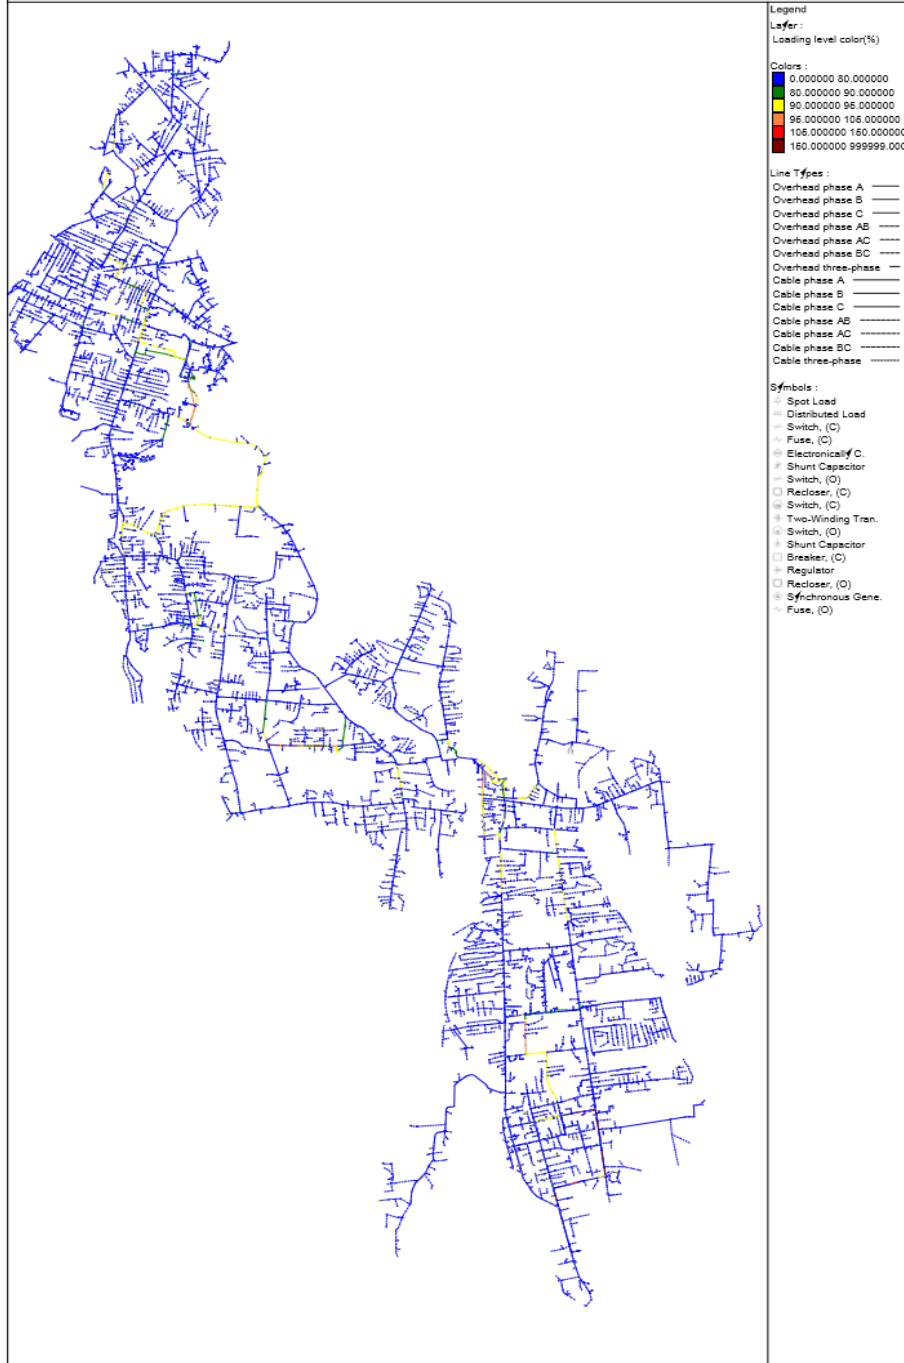 Legend
Layer :
Loading level color(%)
Colors :
0.000000 80.000000
80.000000 90.000000
90.000000 95.000000
95.000000 105.000000
105.000000 150.000000
150.000000 999999.000
Line Types :
Overhead phase A
Overhead phase B
Overhead phase C
Overhead phase AB
Overhead phase AC
Overhead phase BC
Overhead three-phase
Cable phase A
Cable phase B
Cable phase C
Cable phase AB
Cable phase AC
Cable phase BC
Cable three-phase
Symbols :
Spot Load
Distributed Load
Switch, (C)
Fuse, (C)
Electronically C.
Shunt Capacitor
Switch, (O)
Recloser, (C)
Switch, (C)
Two-Winding Tran.
Switch, (O)
Shunt Capacitor
Breaker, (C)
Regulator
Recloser, (O)
Synchronous Gene.
Fuse, (O)